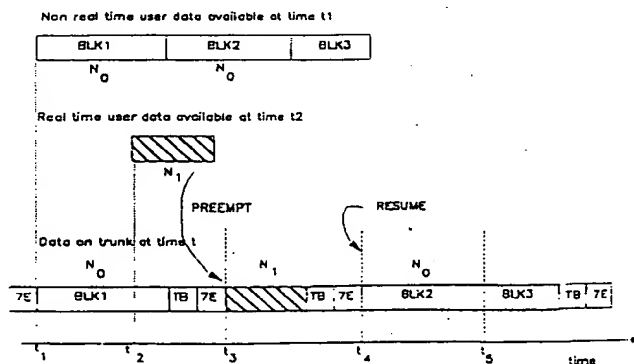 Non real time user data available at time t1
BLK1 BLK2 BLK3
N0 N0
Real time user data available at time t2
N1
PREEMPT RESUME
Data on trunk at time t
N0 N1 N0
7E BLK1 TB 7E TB 7E BLK2 BLK3 TB 7E
t1 t2 t3 t4 t5 time